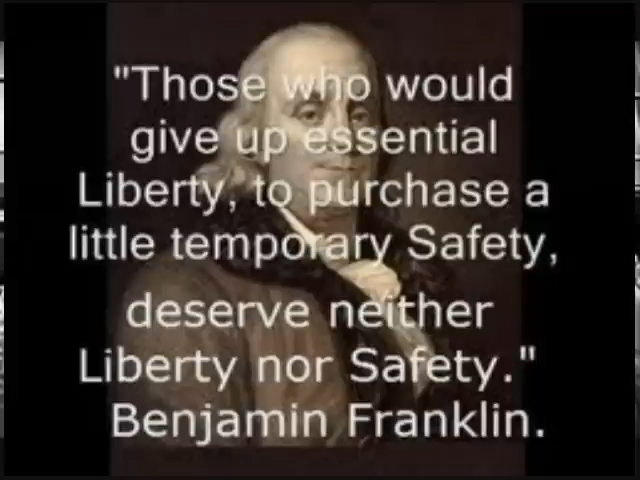 "Those who would
give up essential
Liberty, to purchase a
little temporary Safety,
deserve neither
Liberty nor Safety."
Benjamin Franklin.